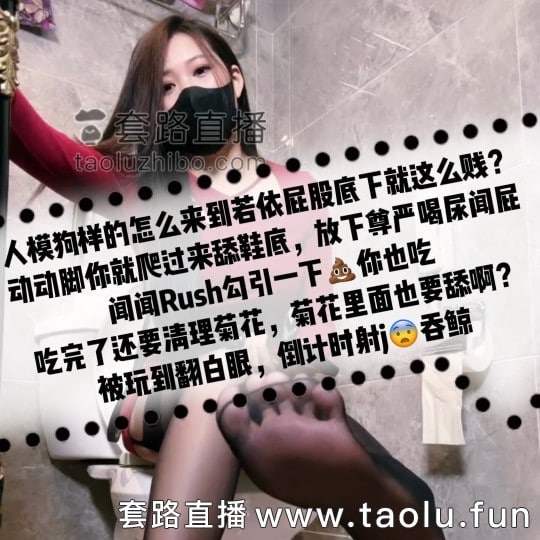 套路直播
taoluzhibo.com
人模狗样的怎么来到若依屁股底下就这么贱？
动动脚你就爬过来舔鞋底，放下尊严喝尿闻屁
闻闻Rush勾引一下💩你也吃
吃完了还要清理菊花，菊花里面也要舔啊？
被玩到翻白眼，倒计时射j😨吞鲸
套路直播 www.taolu.fun